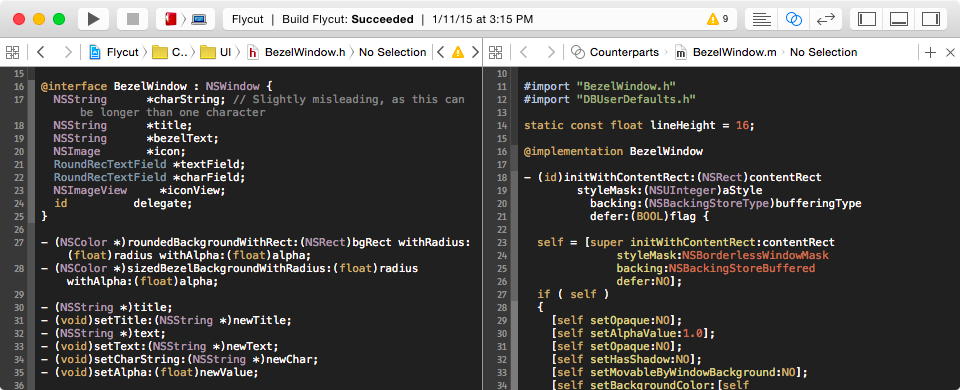 Flycut | Build Flycut: Succeeded | 1/11/15 at 3:15 PM 9
Flycut C... UI BezelWindow.h No Selection
15
16 @interface BezelWindow : NSWindow {
17 NSString *charString; // Slightly misleading, as this can
be longer than one character
18 NSString *title;
19 NSString *bezelText;
20 NSImage *icon;
21 RoundRecTextField *textField;
22 RoundRecTextField *charField;
23 NSImageView *iconView;
24 id delegate;
25 }
26
27 - (NSColor *)roundedBackgroundWithRect:(NSRect)bgRect withRadius:
(float)radius withAlpha:(float)alpha;
28 - (NSColor *)sizedBezelBackgroundWithRadius:(float)radius
withAlpha:(float)alpha;
29
30 - (NSString *)title;
31 - (void)setTitle:(NSString *)newTitle;
32 - (NSString *)text;
33 - (void)setText:(NSString *)newText;
34 - (void)setCharString:(NSString *)newChar;
35 - (void)setAlpha:(float)newValue;
36
Counterparts BezelWindow.m No Selection
10
11 #import "BezelWindow.h"
12 #import "DBUserDefaults.h"
13
14 static const float lineHeight = 16;
15
16 @implementation BezelWindow
17
18 - (id)initWithContentRect:(NSRect)contentRect
19 styleMask:(NSUInteger)aStyle
20 backing:(NSBackingStoreType)bufferingType
21 defer:(BOOL)flag {
22
23 self = [super initWithContentRect:contentRect
24 styleMask:NSBorderlessWindowMask
25 backing:NSBackingStoreBuffered
26 defer:NO];
27 if ( self )
28 {
29 [self setOpaque:NO];
30 [self setAlphaValue:1.0];
31 [self setOpaque:NO];
32 [self setHasShadow:NO];
33 [self setMovableByWindowBackground:NO];
34 [self setBackgroundColor:[self